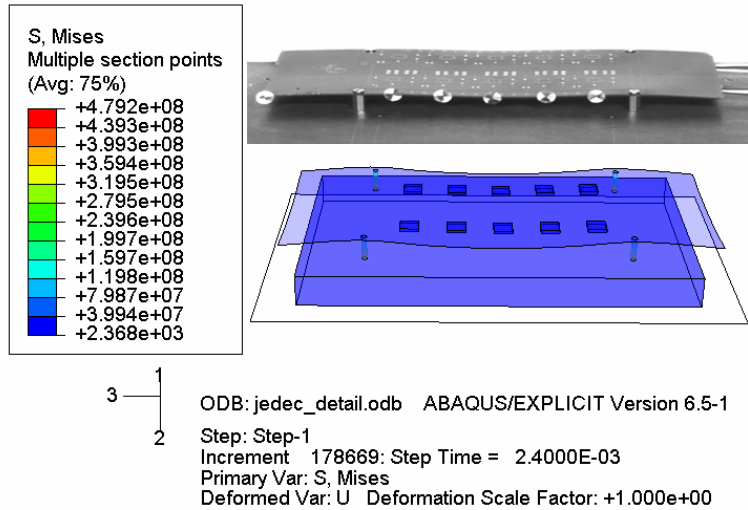 S, Mises
Multiple section points
(Avg: 75%)
+4.792e+08
+4.393e+08
+3.993e+08
+3.594e+08
+3.195e+08
+2.795e+08
+2.396e+08
+1.997e+08
+1.597e+08
+1.198e+08
+7.987e+07
+3.994e+07
+2.368e+03
1
3
2
ODB: jedec_detail.odb ABAQUS/EXPLICIT Version 6.5-1
Step: Step-1
Increment 178669: Step Time = 2.4000E-03
Primary Var: S, Mises
Deformed Var: U Deformation Scale Factor: +1.000e+00